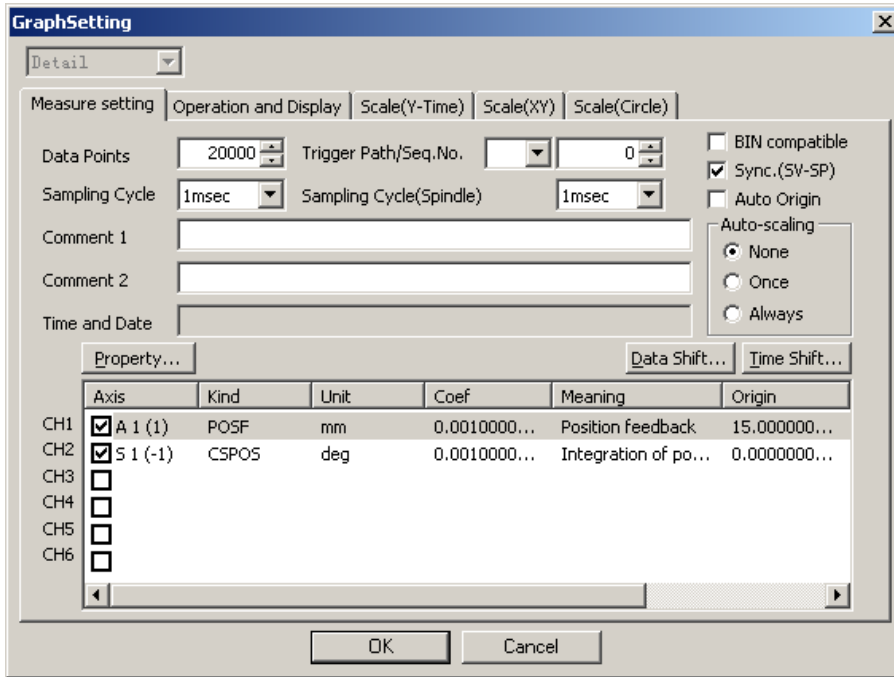 GraphSetting
Detail
Measure setting Operation and Display Scale(Y-Time) Scale(XY) Scale(Circle)
Data Points 20000 Trigger Path/Seq.No. 0 BIN compatible
Sync.(SV-SP)
Sampling Cycle 1msec Sampling Cycle(Spindle) 1msec Auto Origin
Comment 1 Auto-scaling
None
Comment 2 Once
Time and Date Always
Property... Data Shift... Time Shift...
Axis Kind Unit Coef Meaning Origin
CH1 A 1 (1) POSF mm 0.0010000... Position feedback 15.000000...
CH2 S 1 (-1) CSPOS deg 0.0010000... Integration of po... 0.0000000...
CH3
CH4
CH5
CH6
OK Cancel